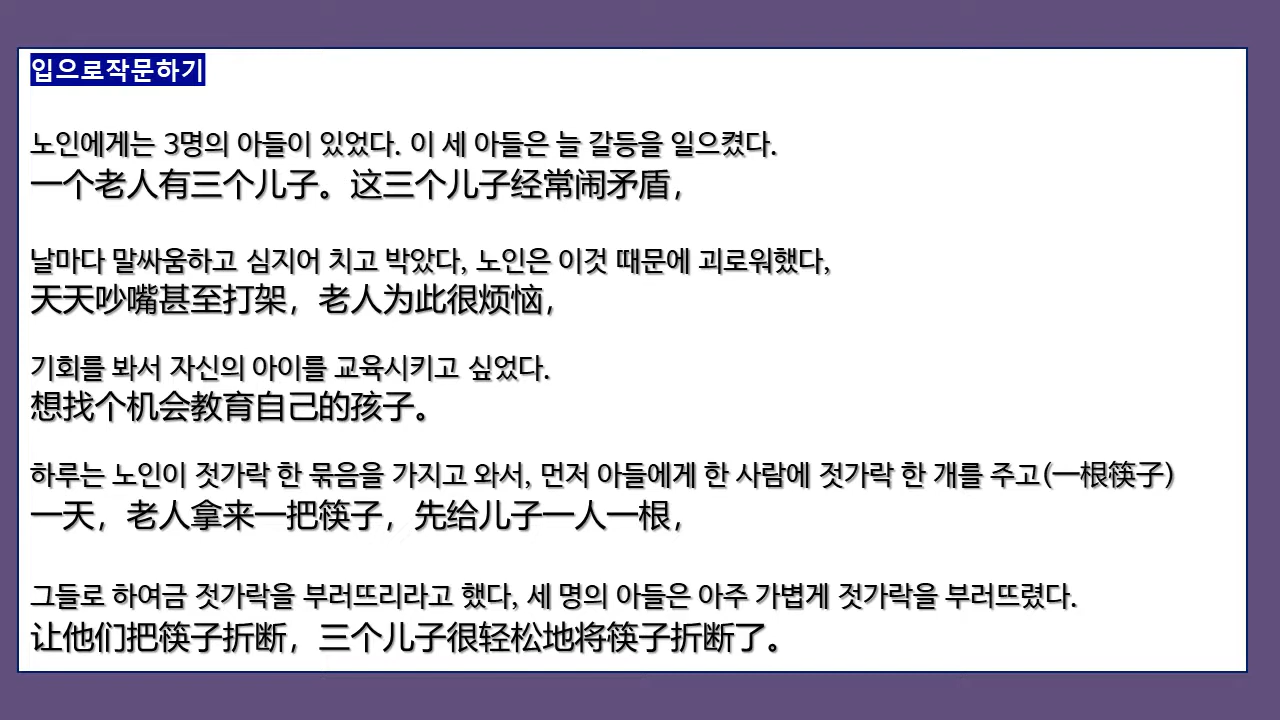 입으로작문하기
노인에게는 3명의 아들이 있었다. 이 세 아들은 늘 갈등을 일으켰다.
一个老人有三个儿子。这三个儿子经常闹矛盾，
날마다 말싸움하고 심지어 치고 박았다, 노인은 이것 때문에 괴로워했다,
天天吵嘴甚至打架，老人为此很烦恼，
기회를 봐서 자신의 아이를 교육시키고 싶었다.
想找个机会教育自己的孩子。
하루는 노인이 젓가락 한 묶음을 가지고 와서, 먼저 아들에게 한 사람에 젓가락 한 개를 주고(一根筷子)
一天，老人拿来一把筷子，先给儿子一人一根，
그들로 하여금 젓가락을 부러뜨리라고 했다, 세 명의 아들은 아주 가볍게 젓가락을 부러뜨렸다.
让他们把筷子折断，三个儿子很轻松地将筷子折断了。